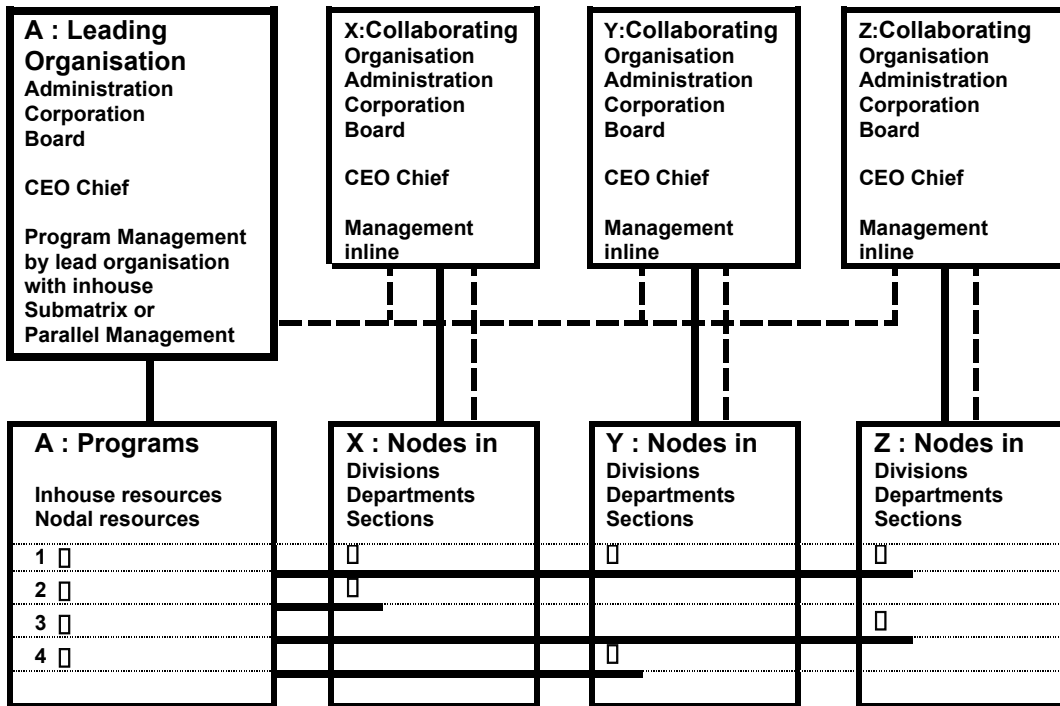 A : Leading
Organisation
Administration
Corporation
Board
CEO Chief
Program Management
by lead organisation
with inhouse
Submatrix or
Parallel Management
X:Collaborating
Organisation
Administration
Corporation
Board
CEO Chief
Management
inline
Y:Collaborating
Organisation
Administration
Corporation
Board
CEO Chief
Management
inline
Z:Collaborating
Organisation
Administration
Corporation
Board
CEO Chief
Management
inline
A : Programs
Inhouse resources
Nodal resources
1 ▯
2 ▯
3 ▯
4 ▯
X : Nodes in
Divisions
Departments
Sections
▯
▯
Y : Nodes in
Divisions
Departments
Sections
▯
▯
Z : Nodes in
Divisions
Departments
Sections
▯
▯